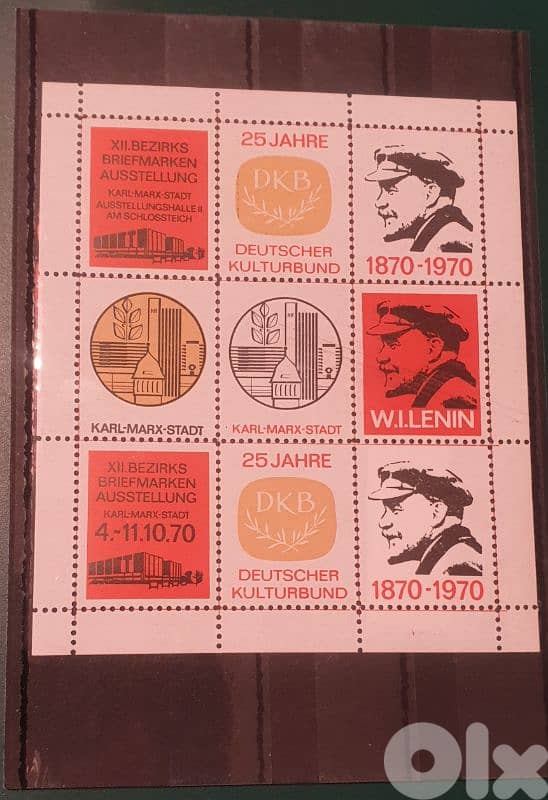 XII. BEZIRKS
BRIEFMARKEN
AUSSTELLUNG
KARL-MARX-STADT
AUSSTELLUNGSHALLE II
AM SCHLOSSTEICH
25 JAHRE
DKB
DEUTSCHER
KULTURBUND
1870-1970
KARL-MARX-STADT
KARL-MARX-STADT
W.I.LENIN
XII. BEZIRKS
BRIEFMARKEN
AUSSTELLUNG
KARL-MARX-STADT
4.-11.10.70
25 JAHRE
DKB
DEUTSCHER
KULTURBUND
1870-1970
Olx